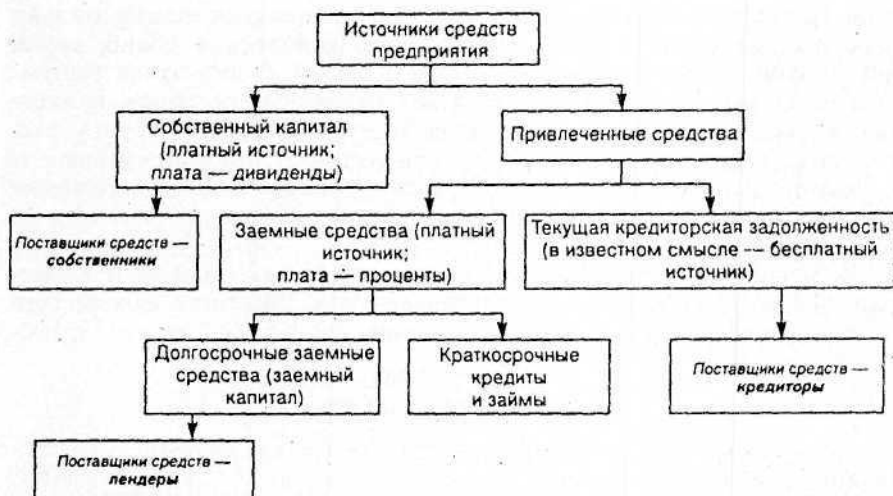 Источники средств
предприятия
Собственный капитал
(платный источник;
плата — дивиденды)
Привлеченные средства
Поставщики средств —
собственники
Заемные средства (платный
источник;
плата — проценты)
Текущая кредиторская задолженность
(в известном смысле — бесплатный
источник)
Долгосрочные заемные
средства (заемный
капитал)
Краткосрочные
кредиты
и займы
Поставщики средств —
кредиторы
Поставщики средств —
лендеры